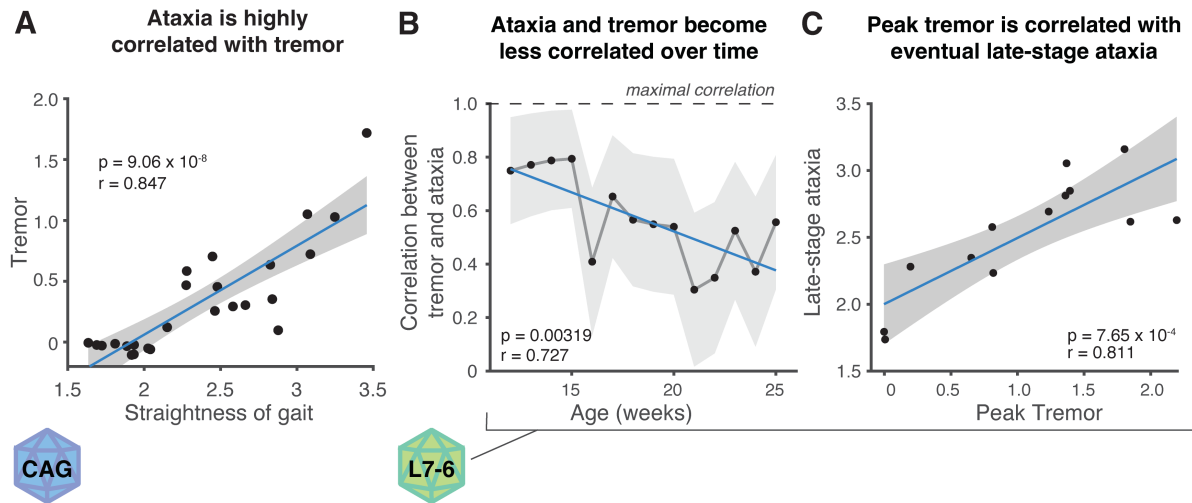 A
Ataxia is highly
correlated with tremor
2.0
1.5
1.0
0.5
0
Tremor
p = 9.06 x 10-8
r = 0.847
1.5
2
2.5
3
3.5
Straightness of gait
CAG
B
Ataxia and tremor become
less correlated over time
maximal correlation
1.0
0.8
0.6
0.4
0.2
0
Correlation between
tremor and ataxia
p = 0.00319
r = 0.727
15
20
25
Age (weeks)
L7-6
C
Peak tremor is correlated with
eventual late-stage ataxia
3.5
3.0
2.5
2.0
1.5
Late-stage ataxia
p = 7.65 x 10-4
r = 0.811
0
0.5
1.0
1.5
2.0
Peak Tremor